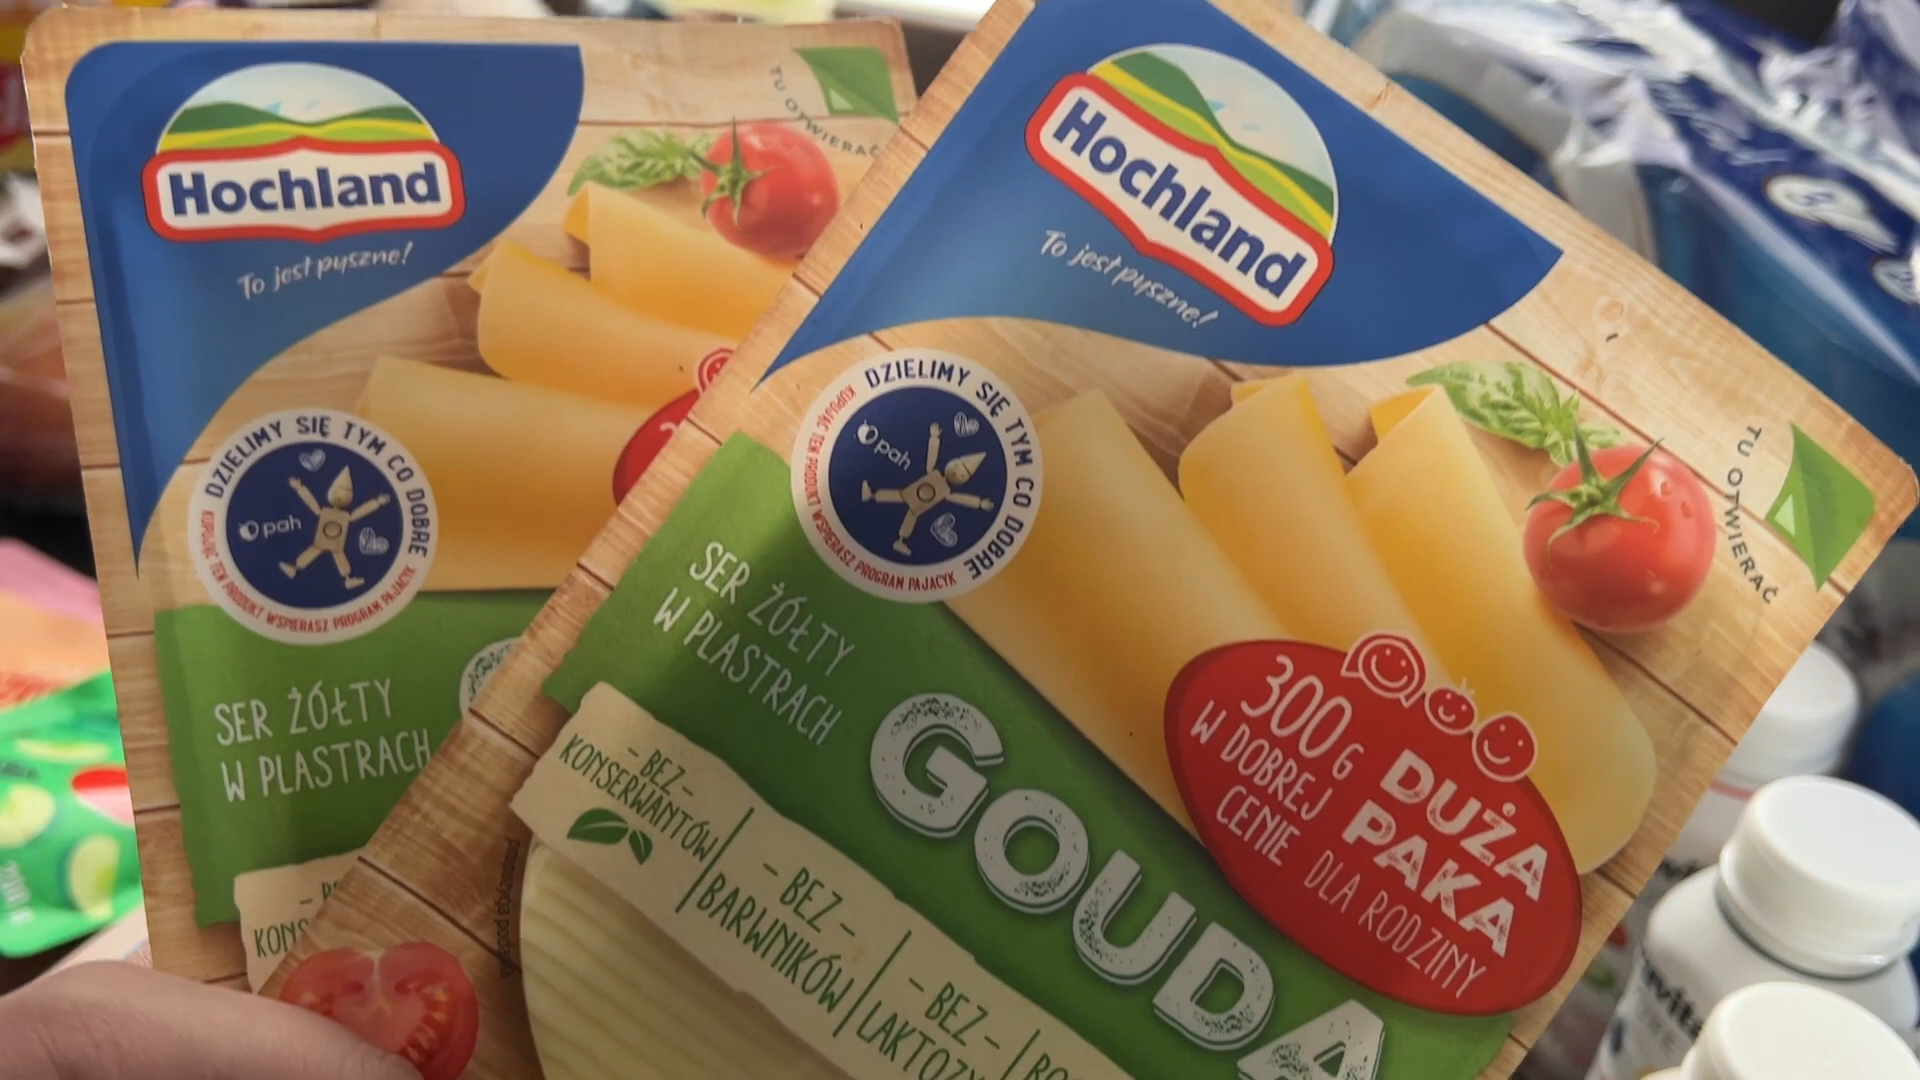 Hochland
To jest pyszne!
TU OTWIERAĆ
DZIELIMY SIĘ TYM CO DOBRE
KUPUJĄC TEN PRODUKT WSPIERASZ PROGRAM PAJACYK
pah
SER ŻÓŁTY
W PLASTRACH
Hochland
To jest pyszne!
TU OTWIERAĆ
DZIELIMY SIĘ TYM CO DOBRE
KUPUJĄC TEN PRODUKT WSPIERASZ PROGRAM PAJACYK
pah
SER ŻÓŁTY
W PLASTRACH
GOUDA
300 G
W DOBREJ
CENIE
DUŻA
PAKA
DLA RODZINY
- BEZ -
KONSERWANTÓW
- BEZ -
BARWNIKÓW
- BEZ -
LAKTOZY